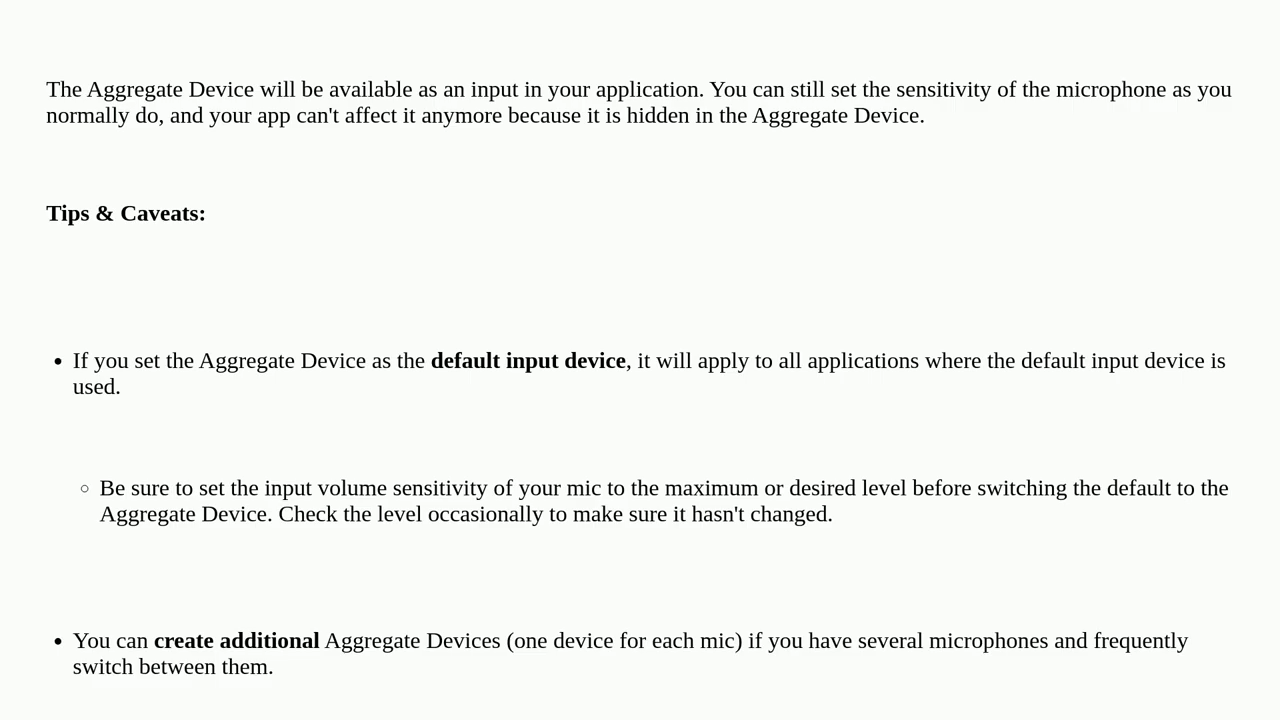 The Aggregate Device will be available as an input in your application. You can still set the sensitivity of the microphone as you
normally do, and your app can't affect it anymore because it is hidden in the Aggregate Device.
Tips & Caveats:
• If you set the Aggregate Device as the default input device, it will apply to all applications where the default input device is
used.
◦ Be sure to set the input volume sensitivity of your mic to the maximum or desired level before switching the default to the
Aggregate Device. Check the level occasionally to make sure it hasn't changed.
• You can create additional Aggregate Devices (one device for each mic) if you have several microphones and frequently
switch between them.